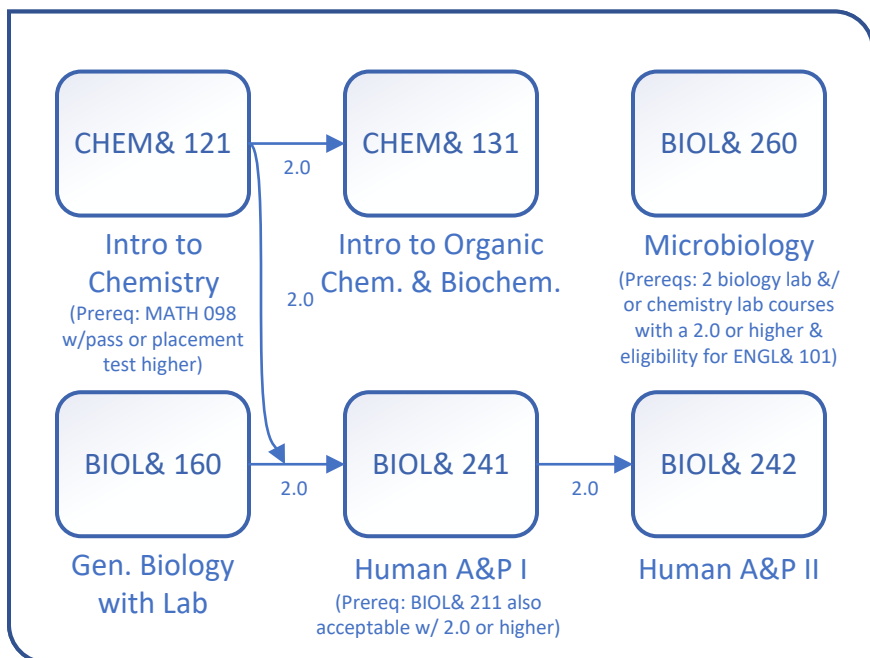 CHEM& 121
2.0
CHEM& 131
BIOL& 260
Intro to
Chemistry
(Prereq: MATH 098
w/pass or placement
test higher)
2.0
Intro to Organic
Chem. & Biochem.
Microbiology
(Prereqs: 2 biology lab &/
or chemistry lab courses
with a 2.0 or higher &
eligibility for ENGL& 101)
BIOL& 160
2.0
BIOL& 241
2.0
BIOL& 242
Gen. Biology
with Lab
Human A&P I
(Prereq: BIOL& 211 also
acceptable w/ 2.0 or higher)
Human A&P II